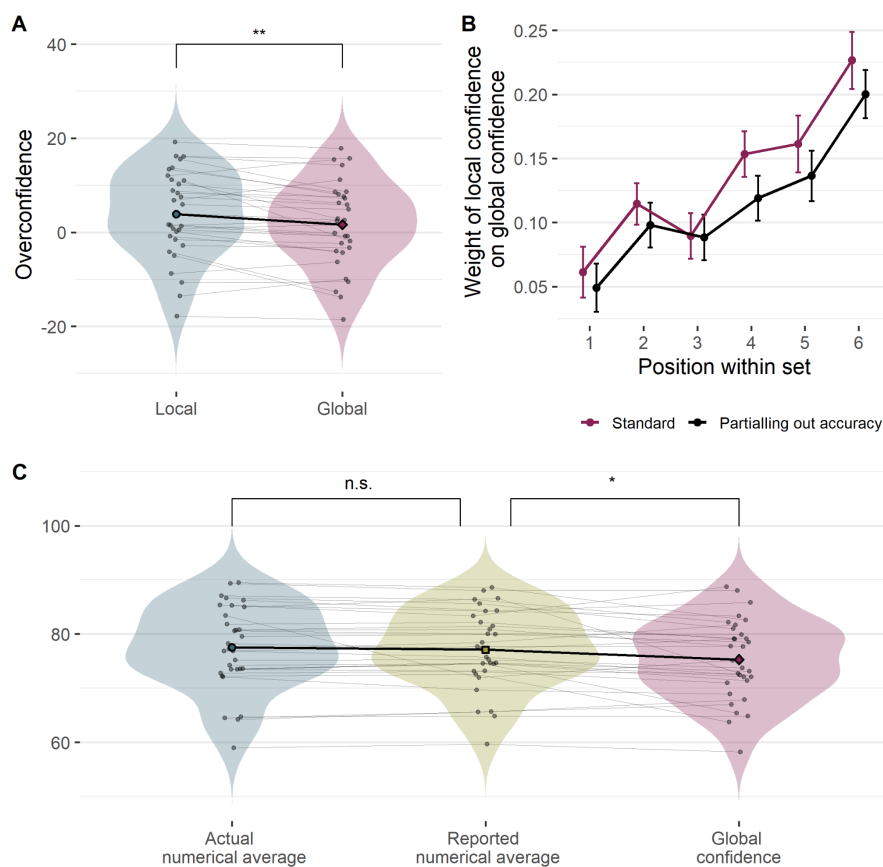 A
**
40
20
0
-20
Overconfidence
Local
Global
B
0.25
0.20
0.15
0.10
0.05
Weight of local confidence
on global confidence
1
2
3
4
5
6
Position within set
Standard
Partialling out accuracy
C
n.s.
*
100
80
60
Actual
numerical average
Reported
numerical average
Global
confidence